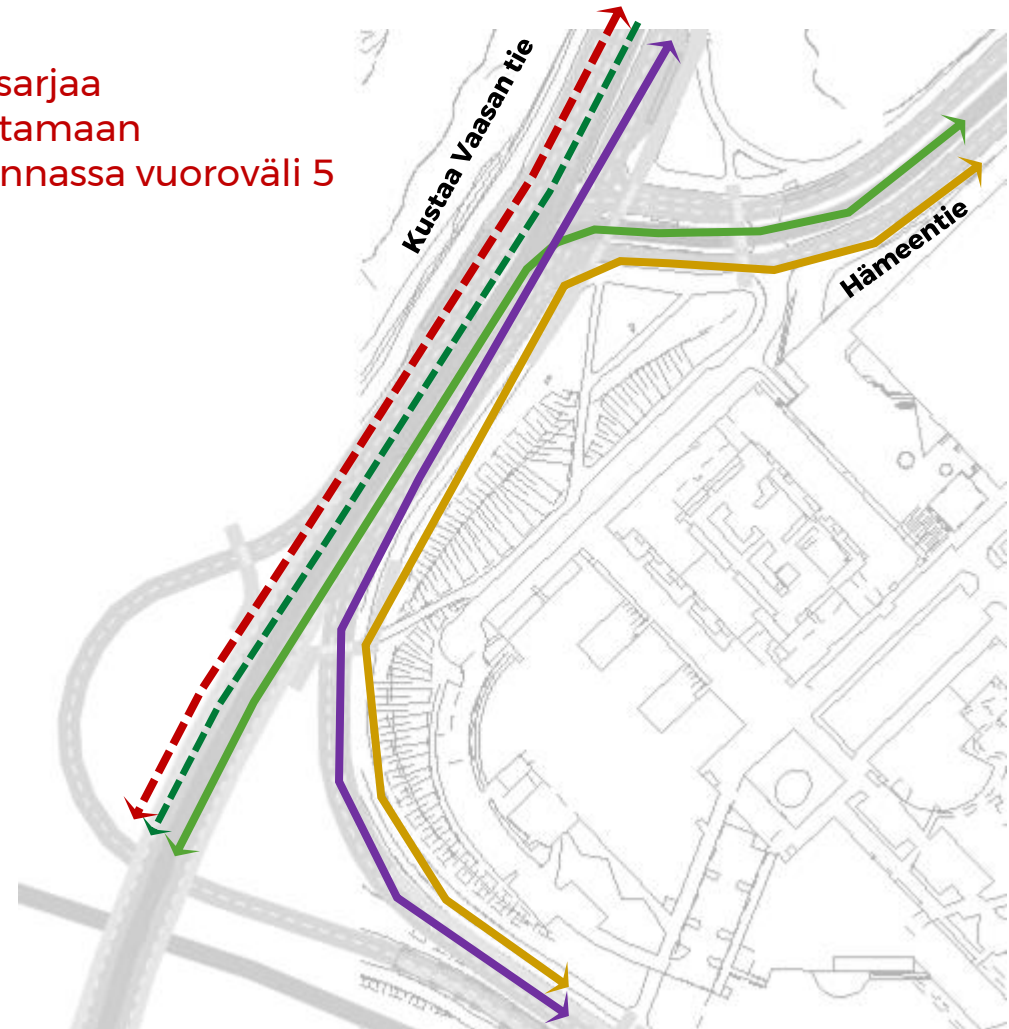 sarjaa
tamaan
nnassa vuoroväli 5
Kustaa Vaasan tie
Hämeentie